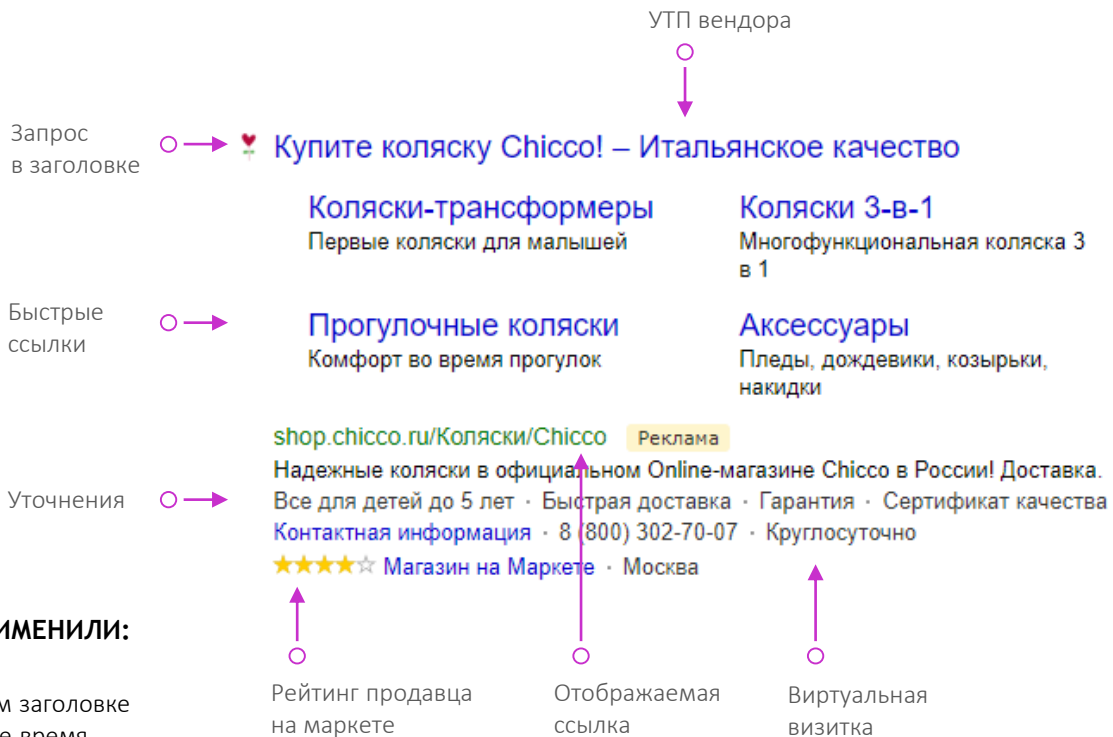 УТП вендора
Запрос
в заголовке
Купите коляску Chicco! – Итальянское качество
Коляски-трансформеры
Первые коляски для малышей
Коляски 3-в-1
Многофункциональная коляска 3
в 1
Быстрые
ссылки
Прогулочные коляски
Комфорт во время прогулок
Аксессуары
Пледы, дождевики, козырьки,
накидки
shop.chicco.ru/Коляски/Chicco Реклама
Надежные коляски в официальном Online-магазине Chicco в России! Доставка.
Уточнения
Все для детей до 5 лет · Быстрая доставка · Гарантия · Сертификат качества
Контактная информация · 8 (800) 302-70-07 · Круглосуточно
Магазин на Маркете · Москва
ИМЕНИЛИ:
м заголовке
е время
Рейтинг продавца
на маркете
Отображаемая
ссылка
Виртуальная
визитка